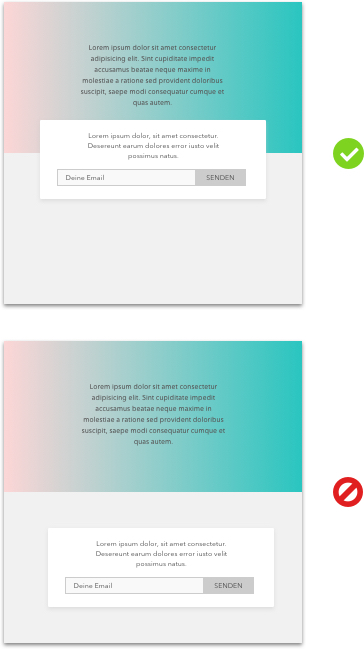 Lorem ipsum dolor sit amet consectetur
adipisicing elit. Sint cupiditate impedit
accusamus beatae neque maxime in
molestiae a ratione sed distinctio doloribus
suscipit, saepe modi consequatur cumque et
quas autem.
Lorem ipsum dolor, sit amet consectetur.
Deserunt earum dolores error iusto velit
possimus natus.
Deine Email
SENDEN
Lorem ipsum dolor sit amet consectetur
adipisicing elit. Sint cupiditate impedit
accusamus beatae neque maxime in
molestiae a ratione sed distinctio doloribus
suscipit, saepe modi consequatur cumque et
quas autem.
Lorem ipsum dolor, sit amet consectetur.
Deserunt earum dolores error iusto velit
possimus natus.
Deine Email
SENDEN